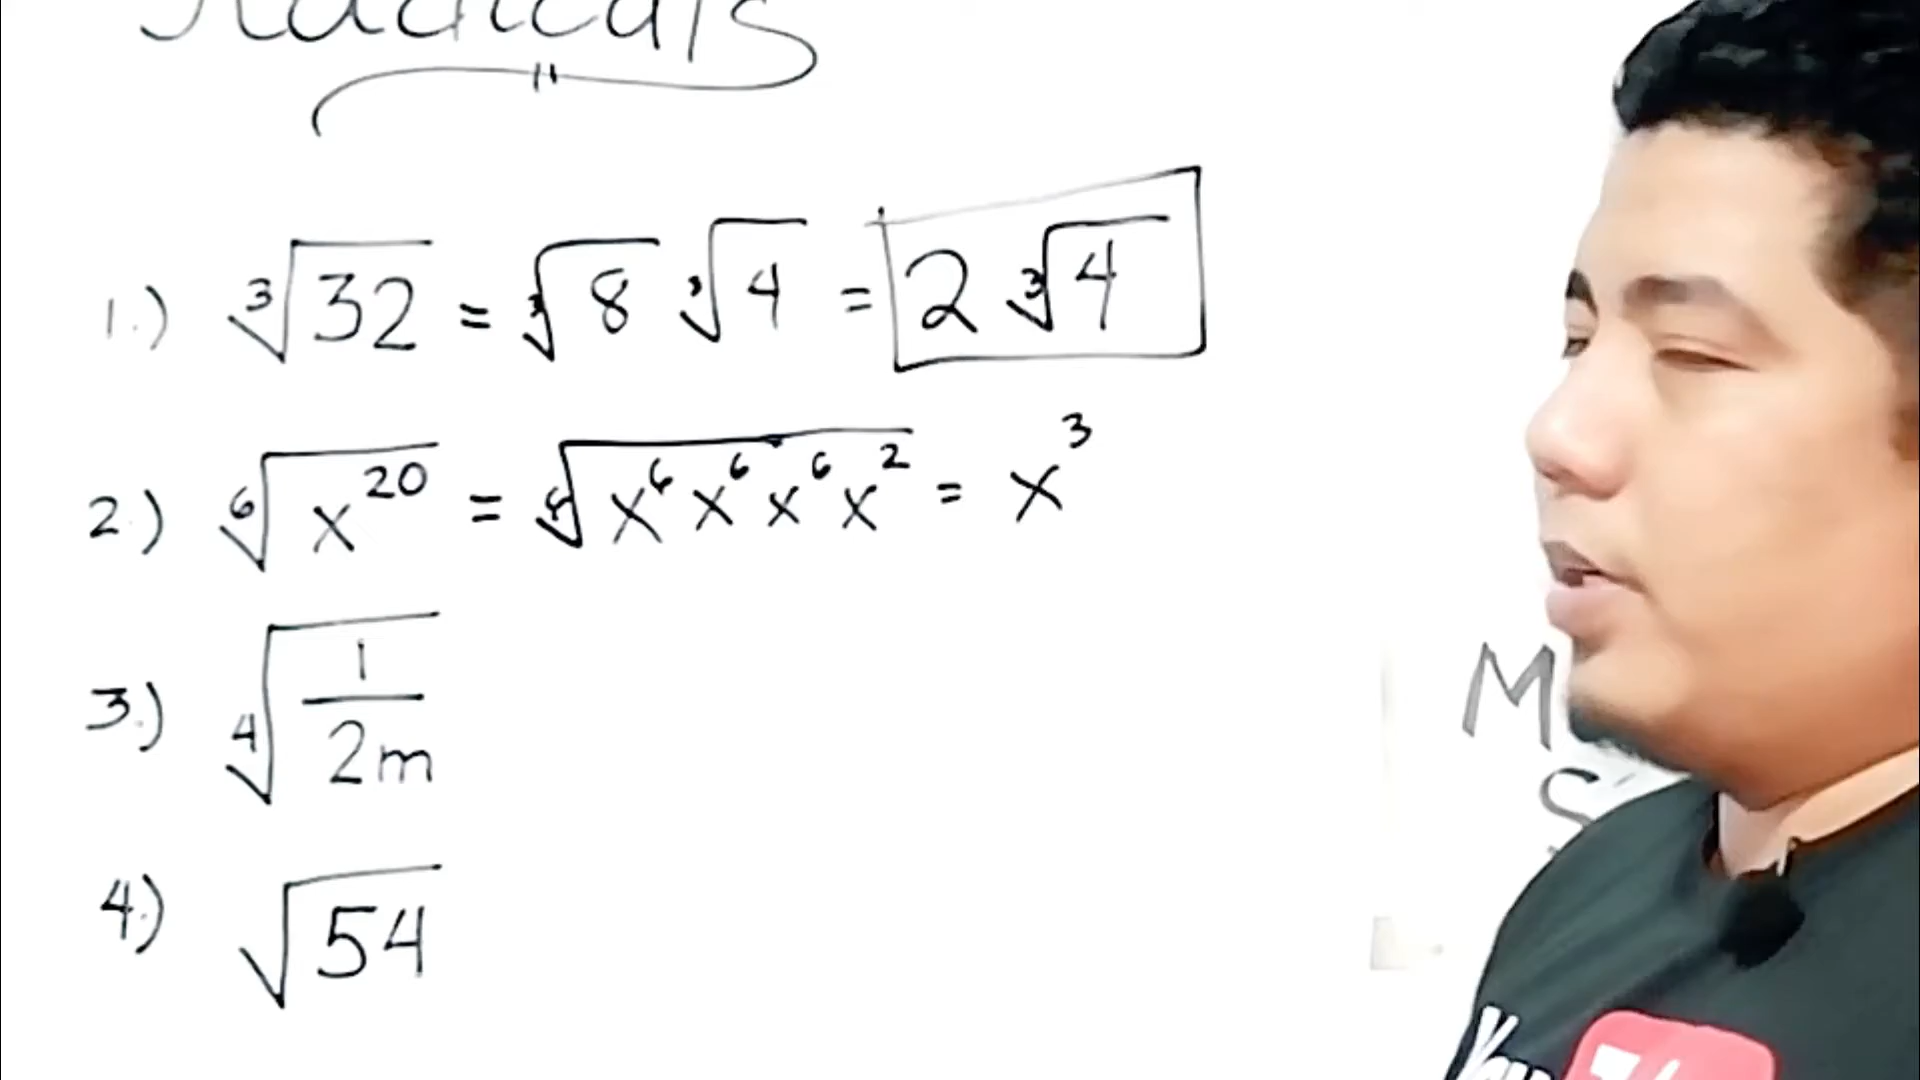 Radicals
1.) ∛32 = ∛8 ∛4 = 2 ∛4
2.) ⁶√x²⁰ = ⁶√x⁶x⁶x⁶x² = x³
3.) ⁴√(1/2m)
4.) √54
M
S
You